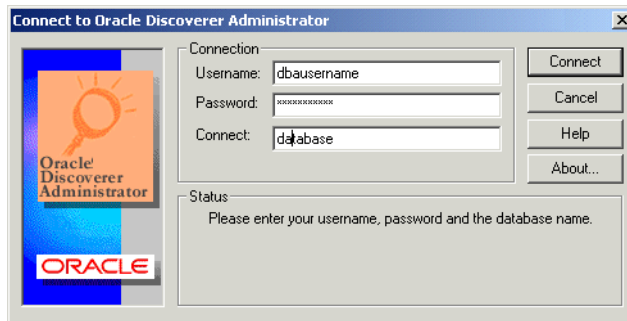 Connect to Oracle Discoverer Administrator
Connection
Username: dbausername
Password: xxxxxxxxxxx
Connect: database
Connect
Cancel
Help
About...
Oracle
Discoverer
Administrator
ORACLE
Status
Please enter your username, password and the database name.